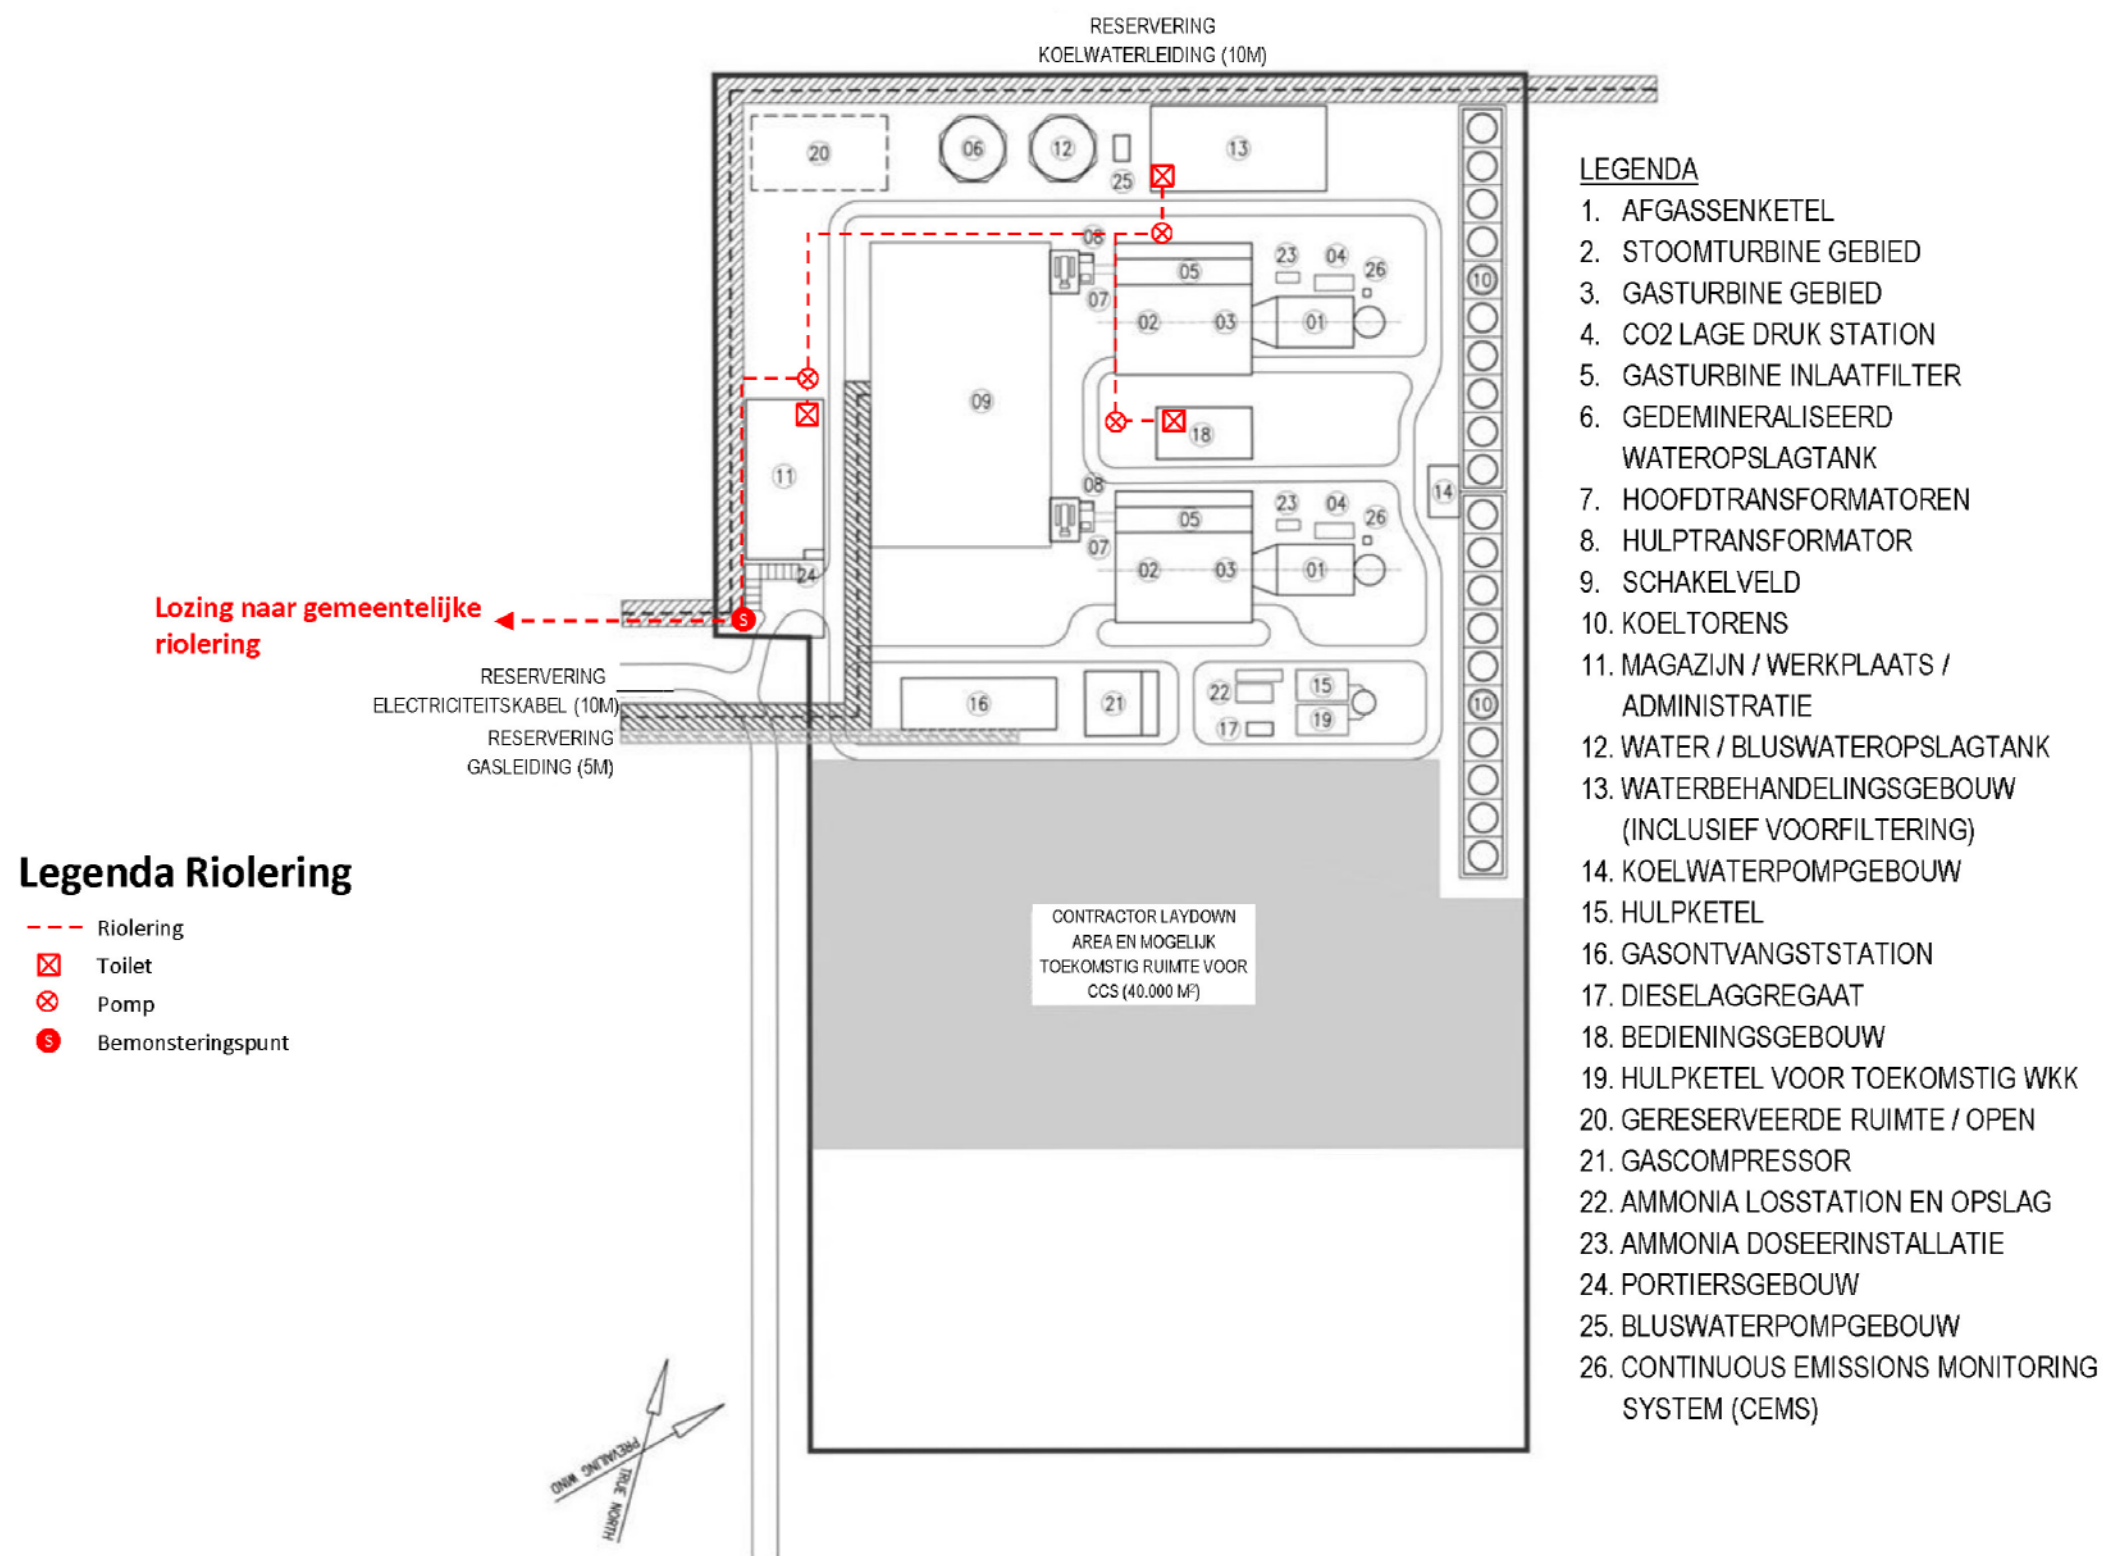 RESERVERING
KOELWATERLEIDING (10M)
20
06
12
25
13
08
07
05
23
04
26
02
03
01
10
09
18
11
14
08
07
05
23
04
26
02
03
01
24
10
16
21
22
15
17
19
Lozing naar gemeentelijke
riolering
S
RESERVERING
ELECTRICITEITSKABEL (10M)
RESERVERING
GASLEIDING (5M)
CONTRACTOR LAYDOWN
AREA EN MOGELIJK
TOEKOMSTIG RUIMTE VOOR
CCS (40.000 M²)
Legenda Riolering
Riolering
Toilet
Pomp
S Bemonsteringspunt
PREVAILING WIND
TRUE NORTH
LEGENDA
1. AFGASSENKETEL
2. STOOMTURBINE GEBIED
3. GASTURBINE GEBIED
4. CO2 LAGE DRUK STATION
5. GASTURBINE INLAATFILTER
6. GEDEMINERALISEERD
WATEROPSLAGTANK
7. HOOFDTRANSFORMATOREN
8. HULPTRANSFORMATOR
9. SCHAKELVELD
10. KOELTORENS
11. MAGAZIJN / WERKPLAATS /
ADMINISTRATIE
12. WATER / BLUSWATEROPSLAGTANK
13. WATERBEHANDELINGSGEBOUW
(INCLUSIEF VOORFILTERING)
14. KOELWATERPOMPGEBOUW
15. HULPKETEL
16. GASONTVANGSTSTATION
17. DIESELAGGREGAAT
18. BEDIENINGSGEBOUW
19. HULPKETEL VOOR TOEKOMSTIG WKK
20. GERESERVEERDE RUIMTE / OPEN
21. GASCOMPRESSOR
22. AMMONIA LOSSTATION EN OPSLAG
23. AMMONIA DOSEERINSTALLATIE
24. PORTIERSGEBOUW
25. BLUSWATERPOMPGEBOUW
26. CONTINUOUS EMISSIONS MONITORING
SYSTEM (CEMS)